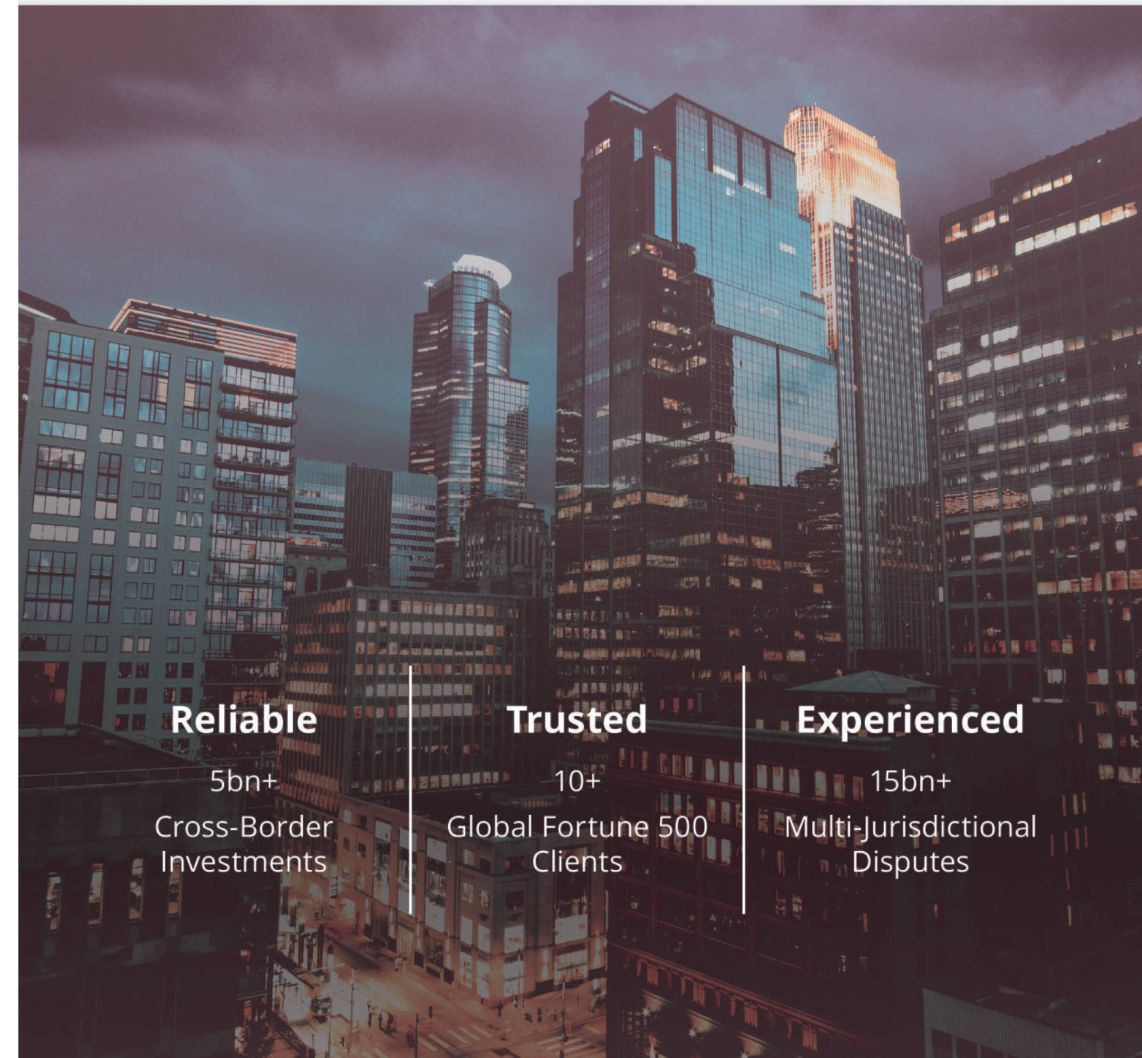 Reliable
5bn+
Cross-Border
Investments
Trusted
10+
Global Fortune 500
Clients
Experienced
15bn+
Multi-Jurisdictional
Disputes